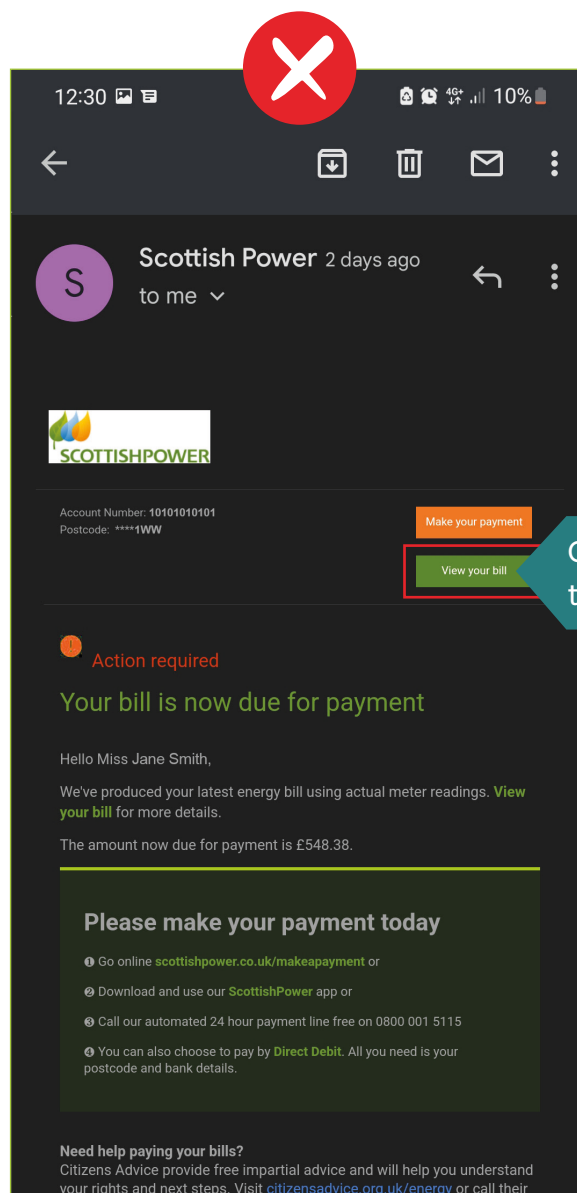 12:30
4G+ 10%
S
Scottish Power 2 days ago
to me
SCOTTISHPOWER
Account Number: 10101010101
Postcode: ****1WW
Make your payment
View your bill
Action required
Your bill is now due for payment
Hello Miss Jane Smith,
We've produced your latest energy bill using actual meter readings. View
your bill for more details.
The amount now due for payment is £548.38.
Please make your payment today
❶ Go online scottishpower.co.uk/makeapayment or
❷ Download and use our ScottishPower app or
❸ Call our automated 24 hour payment line free on 0800 001 5115
❹ You can also choose to pay by Direct Debit. All you need is your
postcode and bank details.
Need help paying your bills?
Citizens Advice provide free impartial advice and will help you understand
your rights and next steps. Visit citizensadvice.org.uk/energy or call their